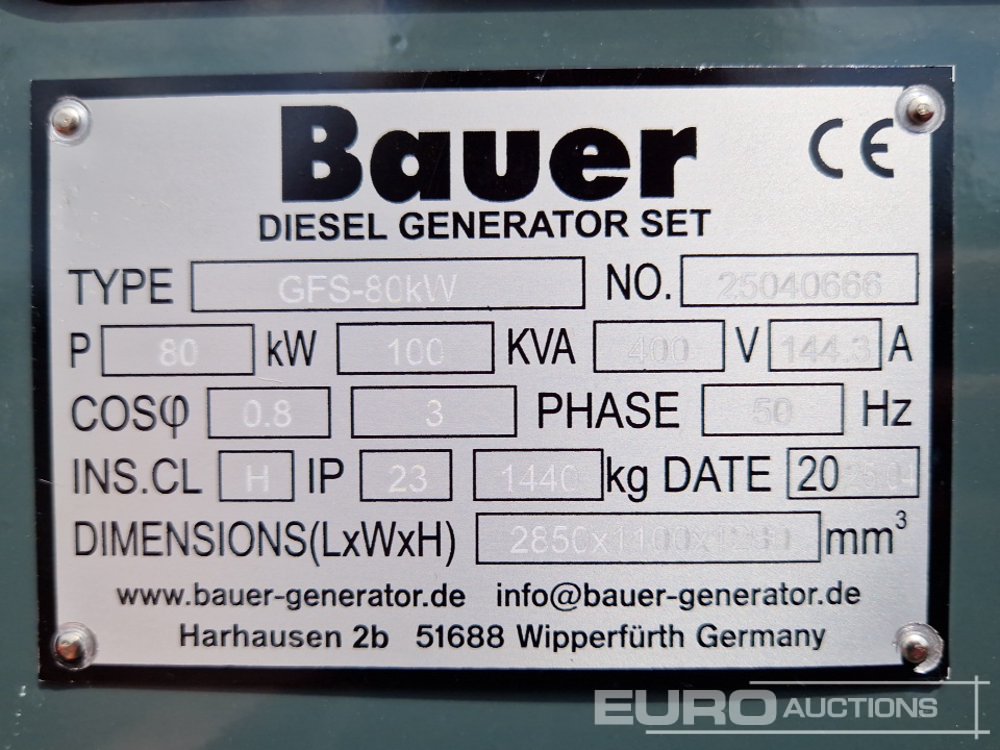 Bauer CE
DIESEL GENERATOR SET
TYPE GFS-80kW NO. 25040666
P 80 kW 100 KVA 400 V 144.3 A
COSφ 0.8 3 PHASE 50 Hz
INS.CL H IP 23 1440 kg DATE 2025.04
DIMENSIONS(LxWxH) mm³
www.bauer-generator.de info@bauer-generator.de
Harhausen 2b 51688 Wipperfürth Germany
EURO AUCTIONS